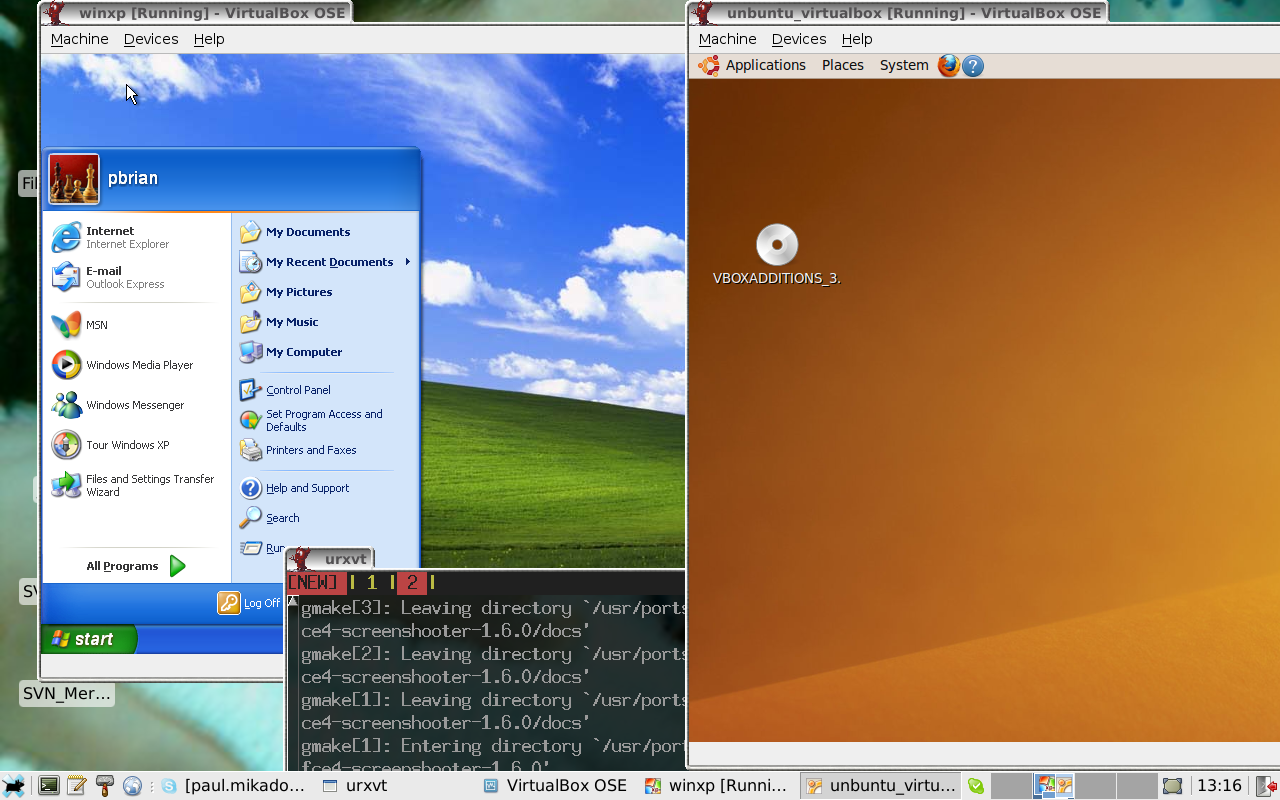 winxp [Running] - VirtualBox OSE
Machine Devices Help
pbrian
Internet
Internet Explorer
E-mail
Outlook Express
MSN
Windows Media Player
Windows Messenger
Tour Windows XP
Files and Settings Transfer
Wizard
All Programs
My Documents
My Recent Documents
My Pictures
My Music
My Computer
Control Panel
Set Program Access and
Defaults
Printers and Faxes
Help and Support
Search
Run
Log Off
start
urxvt
[NEW] | 1 | 2 |
gmake[3]: Leaving directory `/usr/ports
ce4-screenshooter-1.6.0/docs'
gmake[2]: Leaving directory `/usr/ports
ce4-screenshooter-1.6.0/docs'
gmake[1]: Leaving directory `/usr/ports
ce4-screenshooter-1.6.0/docs'
gmake[1]: Entering directory `/usr/port
fce4-screenshooter-1.6.0'
unbuntu_virtualbox [Running] - VirtualBox OSE
Machine Devices Help
Applications Places System
VBOXADDITIONS_3.
Fil
SV
SVN_Mer...
[paul.mikado... urxvt VirtualBox OSE winxp [Runni... unbuntu_virtu... 13:16